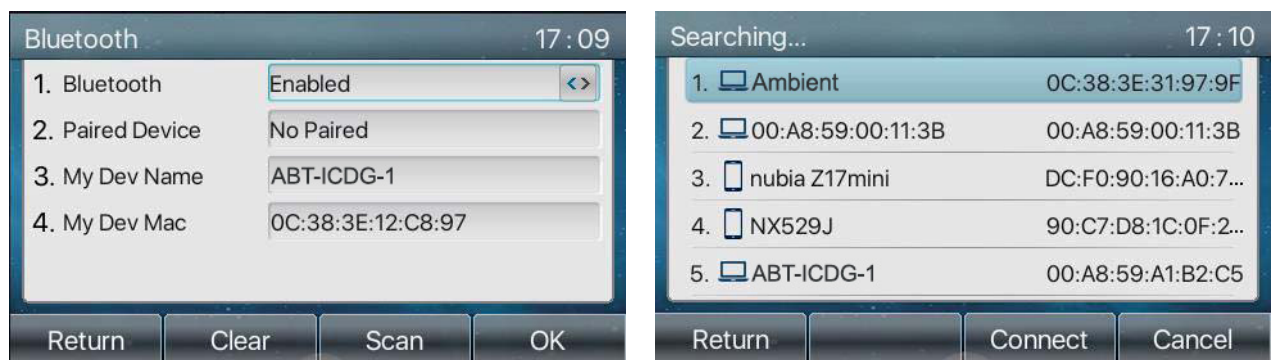 Bluetooth 17:09
1. Bluetooth Enabled <>
2. Paired Device No Paired
3. My Dev Name ABT-ICDG-1
4. My Dev Mac 0C:38:3E:12:C8:97
Return Clear Scan OK
Searching... 17:10
1. Ambient 0C:38:3E:31:97:9F
2. 00:A8:59:00:11:3B 00:A8:59:00:11:3B
3. nubia Z17mini DC:F0:90:16:A0:7...
4. NX529J 90:C7:D8:1C:0F:2...
5. ABT-ICDG-1 00:A8:59:A1:B2:C5
Return Connect Cancel